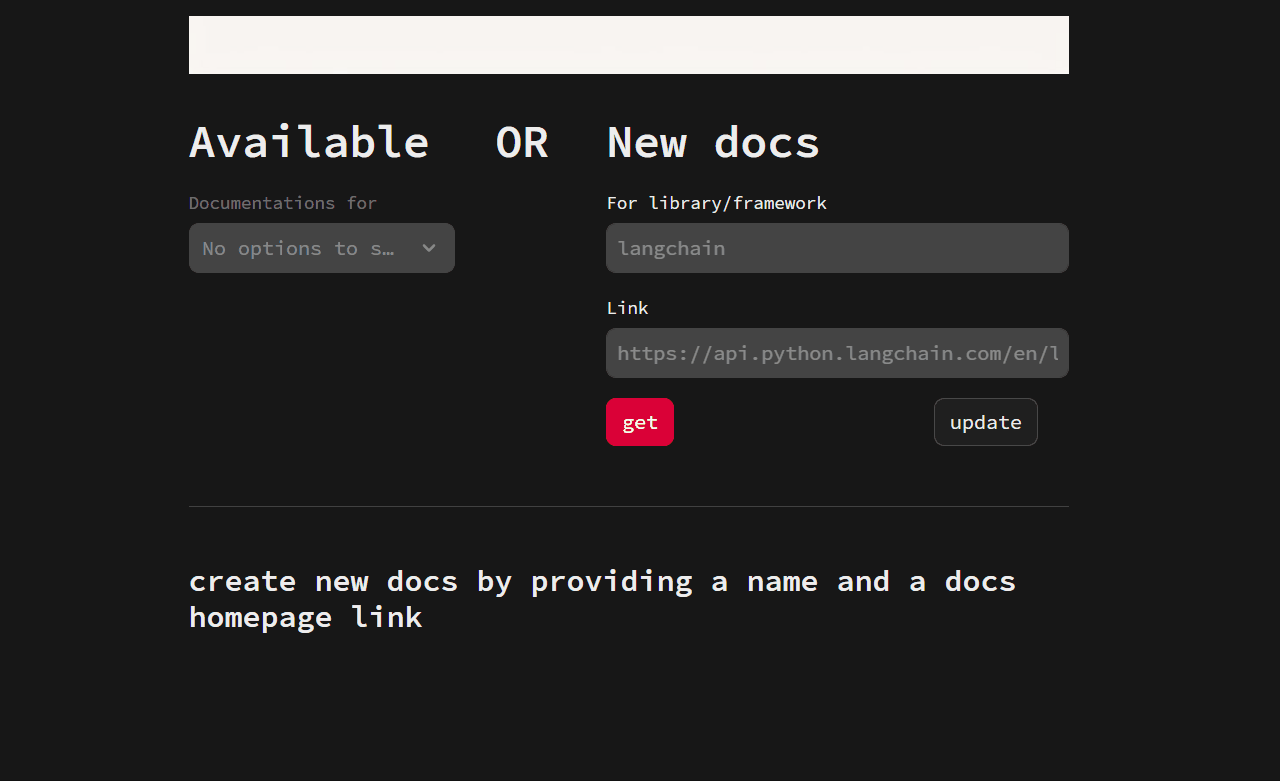 Available OR New docs
Documentations for
No options to s…
For library/framework
langchain
Link
https://api.python.langchain.com/en/l
get
update
create new docs by providing a name and a docs
homepage link